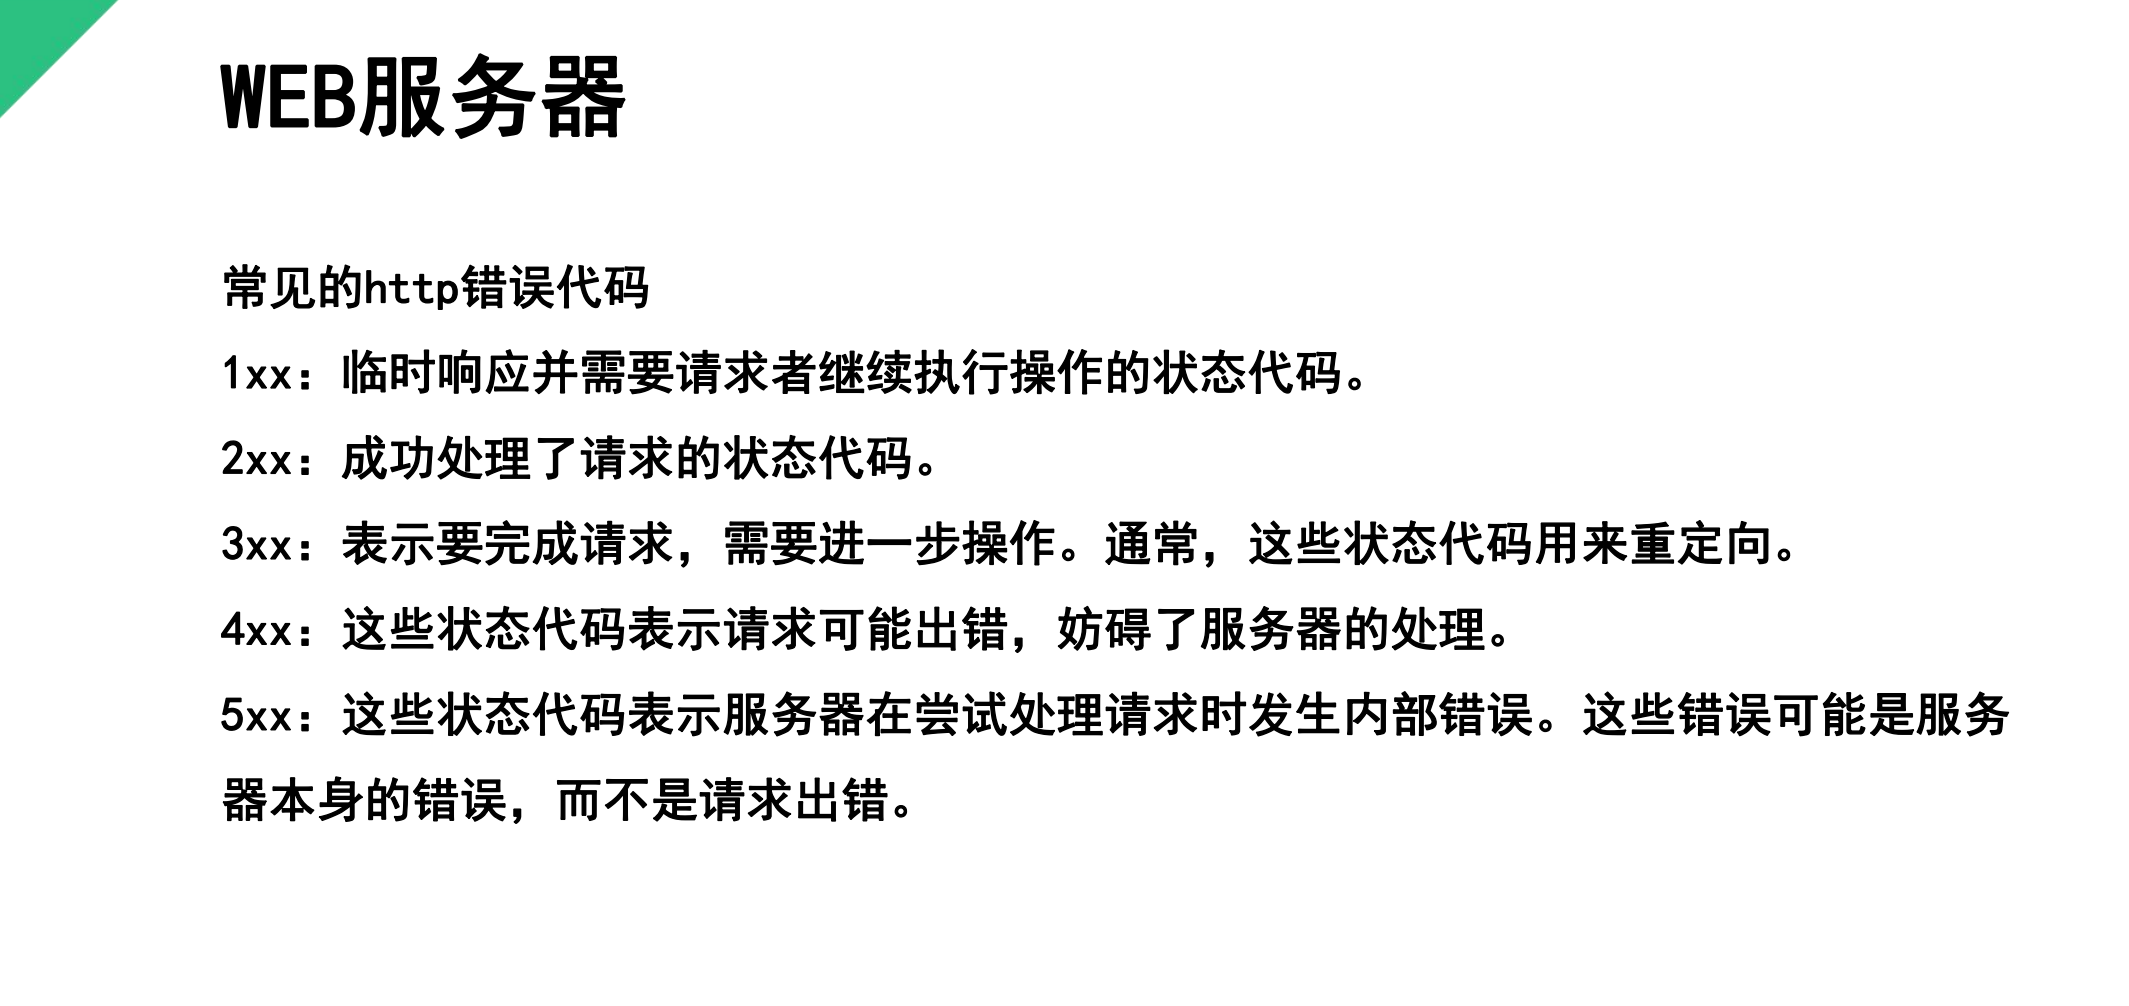 WEB服务器
常见的http错误代码
1xx：临时响应并需要请求者继续执行操作的状态代码。
2xx：成功处理了请求的状态代码。
3xx：表示要完成请求，需要进一步操作。通常，这些状态代码用来重定向。
4xx：这些状态代码表示请求可能出错，妨碍了服务器的处理。
5xx：这些状态代码表示服务器在尝试处理请求时发生内部错误。这些错误可能是服务
器本身的错误，而不是请求出错。